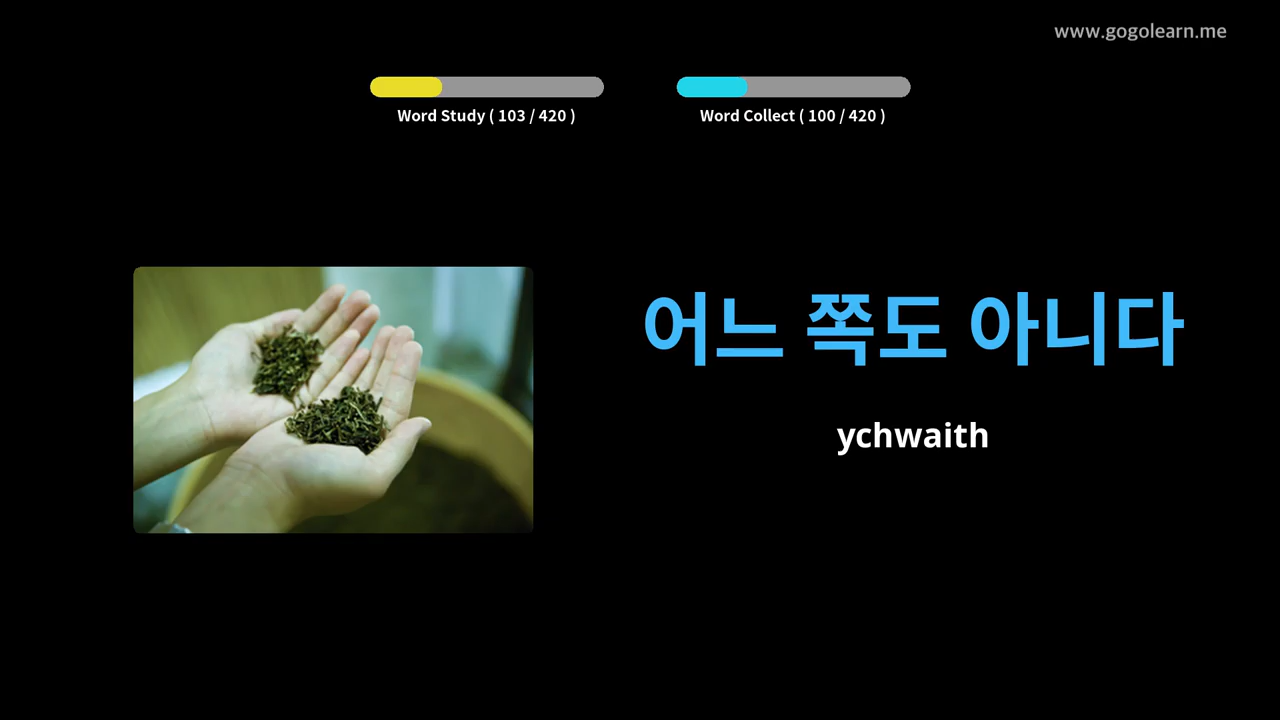 www.gogolearn.me
Word Study ( 103 / 420 )
Word Collect ( 100 / 420 )
어느 쪽도 아니다
ychwaith